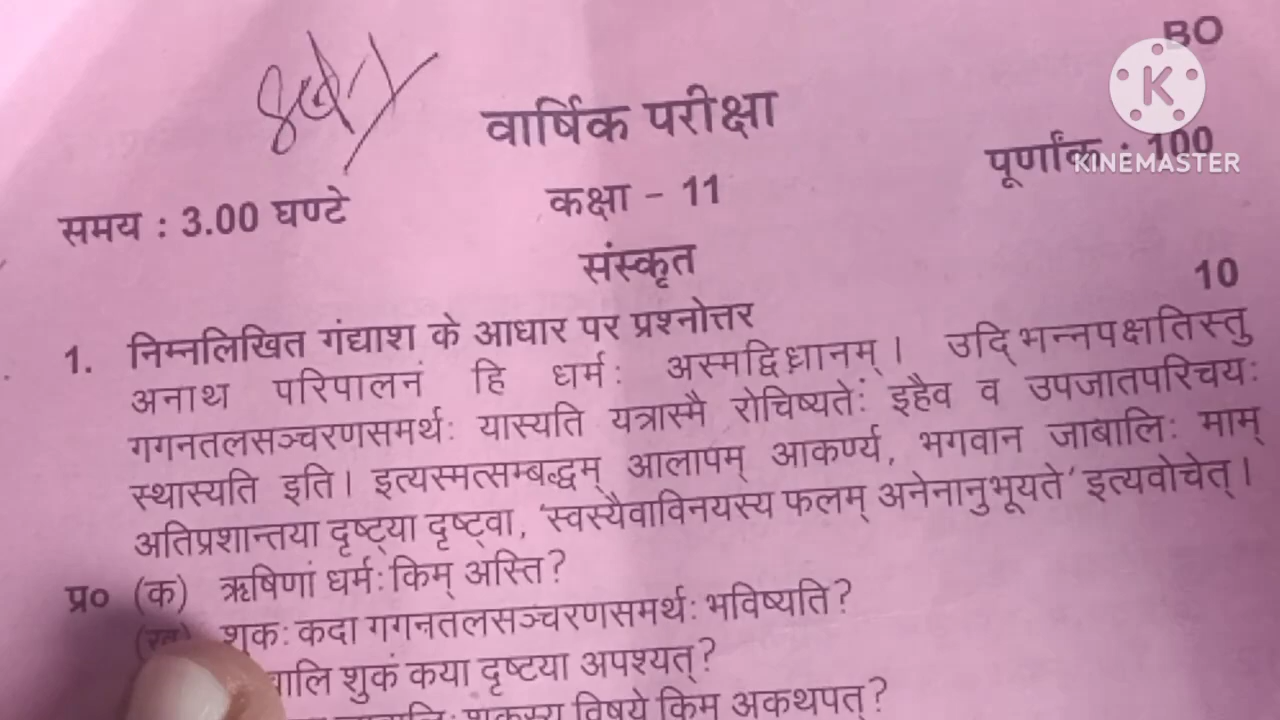 BO
वार्षिक परीक्षा
पूर्णांक : 100
KINEMASTER
समय : 3.00 घण्टे
कक्षा - 11
संस्कृत
10
1. निम्नलिखित गंद्याश के आधार पर प्रश्नोत्तर
अनाथ परिपालनं हि धर्मः अस्मद्विधानम्। उद्भिन्नपक्षतिस्तु
गगनतलसञ्चरणसमर्थः यास्यति यत्रास्मै रोचिष्यतेः इहैव व उपजातपरिचयः
स्थास्यति इति। इत्यस्मत्सम्बद्धम् आलापम् आकर्ण्य, भगवान जाबालिः माम्
अतिप्रशान्तया दृष्ट्या दृष्ट्वा, 'स्वस्यैवाविनयस्य फलम् अनेनानुभूयते' इत्यवोचेत्।
प्र० (क) ऋषिणां धर्मः किम् अस्ति?
शुकः कदा गगनतलसञ्चरणसमर्थः भविष्यति?
शुकं कया दृष्टया अपश्यत्?
विषये किम् अकथपत्?